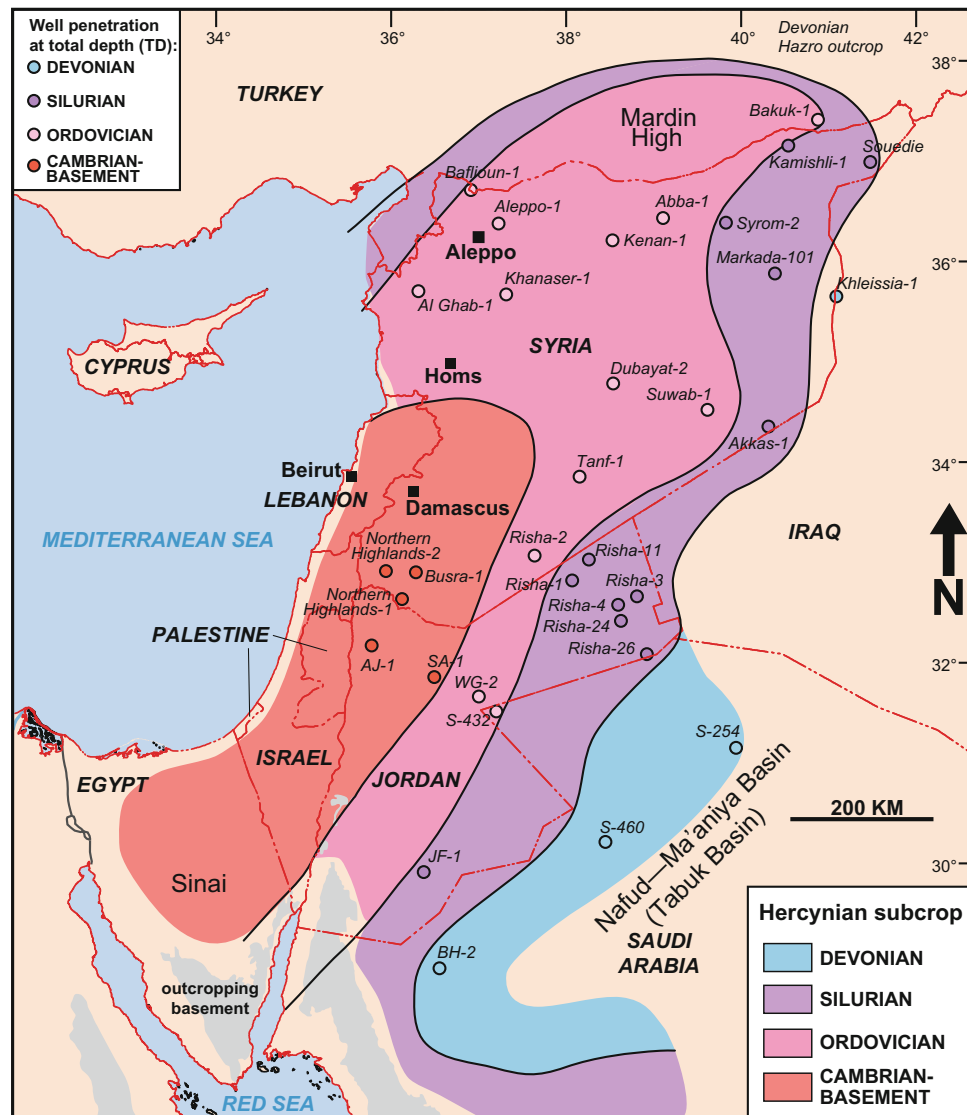 Well penetration
at total depth (TD):
DEVONIAN
SILURIAN
ORDOVICIAN
CAMBRIAN-
BASEMENT
34°
36°
38°
40°
42°
Devonian
Hazro outcrop
38°
TURKEY
Mardin
High
Bakuk-1
Kamishli-1
Souedie
Baflioun-1
Aleppo-1
Abba-1
Aleppo
Kenan-1
Syrom-2
Markada-101
36°
Khleissia-1
Al Ghab-1
Khanaser-1
SYRIA
CYPRUS
Homs
Dubayat-2
Suwab-1
Akkas-1
Tanf-1
34°
Beirut
LEBANON
Damascus
MEDITERRANEAN SEA
IRAQ
N
Northern
Highlands-2
Busra-1
Northern
Highlands-1
Risha-2
Risha-11
Risha-1
Risha-3
Risha-4
Risha-24
Risha-26
PALESTINE
AJ-1
SA-1
WG-2
S-432
32°
S-254
EGYPT
ISRAEL
JORDAN
200 KM
S-460
Nafud—Ma'aniya Basin
(Tabuk Basin)
JF-1
30°
Sinai
SAUDI
ARABIA
BH-2
outcropping
basement
RED SEA
Hercynian subcrop
DEVONIAN
SILURIAN
ORDOVICIAN
CAMBRIAN-
BASEMENT